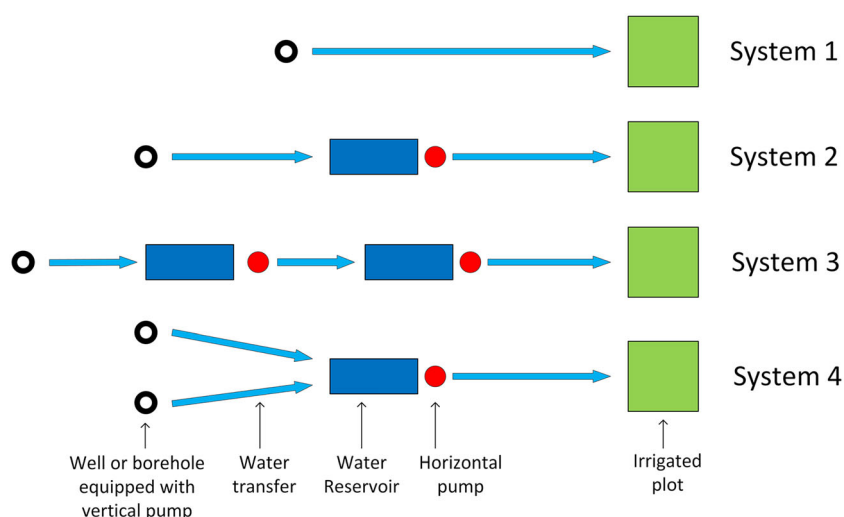 System 1
System 2
System 3
System 4
Well or borehole
equipped with
vertical pump
Water
transfer
Water
Reservoir
Horizontal
pump
Irrigated
plot